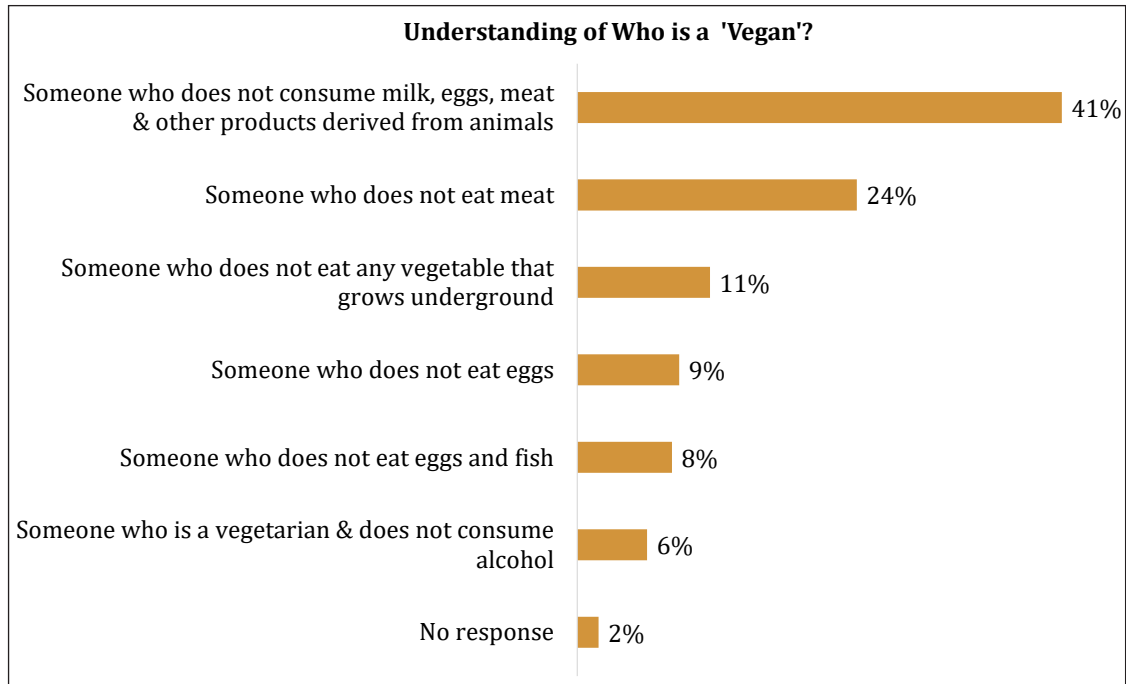 Understanding of Who is a 'Vegan'?
Someone who does not consume milk, eggs, meat
& other products derived from animals
41%
Someone who does not eat meat
24%
Someone who does not eat any vegetable that
grows underground
11%
Someone who does not eat eggs
9%
Someone who does not eat eggs and fish
8%
Someone who is a vegetarian & does not consume
alcohol
6%
No response
2%